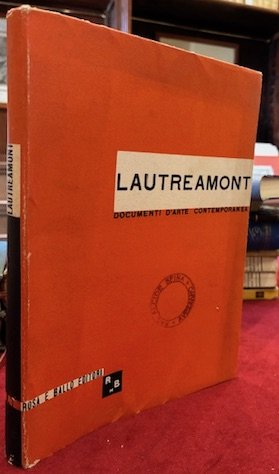 LAUTREAMONT
LAUTREAMONT
DOCUMENTI D'ARTE CONTEMPORANEA
ROSA E BALLO EDITORI
R
B